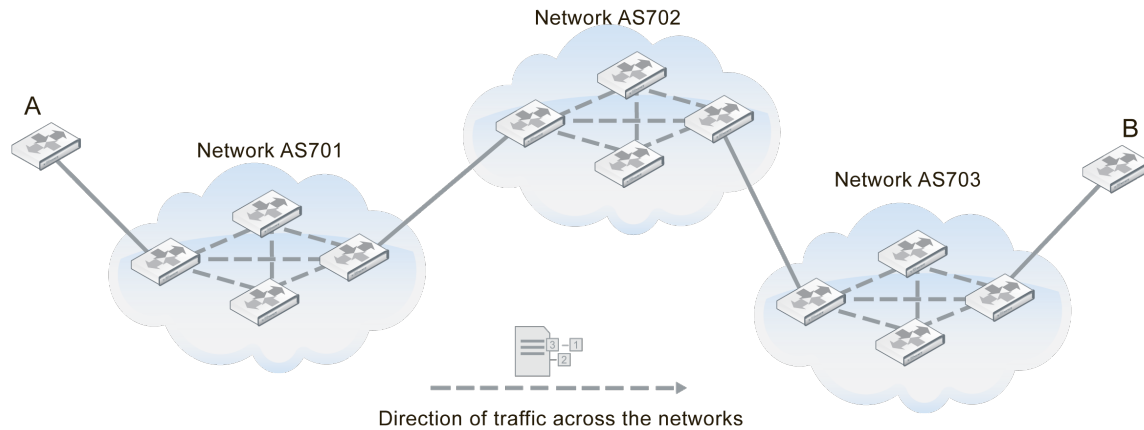 Network AS702
A
Network AS701
B
Network AS703
3
1
2
Direction of traffic across the networks